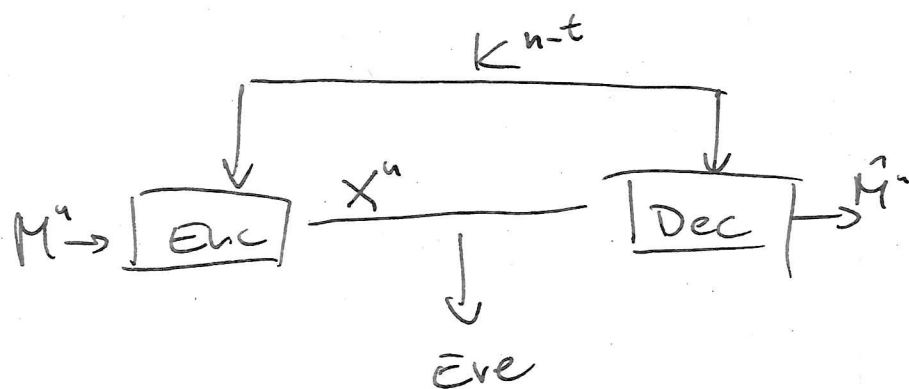 K^{n-t}
M^n → Enc X^n Dec → M̂^n
Eve